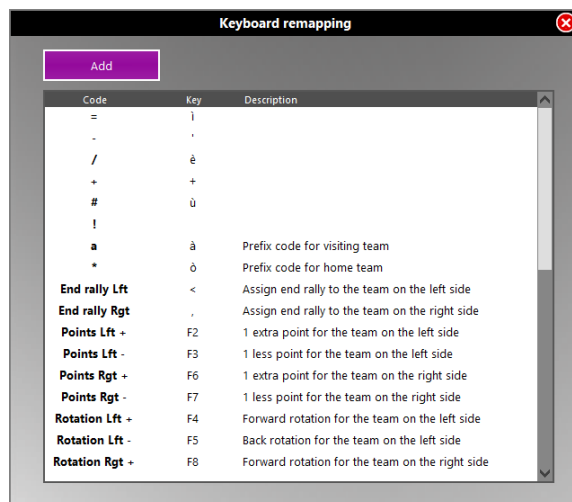 Keyboard remapping
Add
Code Key Description
= ì
- '
/ è
+ +
# ù
!
a à Prefix code for visiting team
* ò Prefix code for home team
End rally Lft < Assign end rally to the team on the left side
End rally Rgt , Assign end rally to the team on the right side
Points Lft + F2 1 extra point for the team on the left side
Points Lft - F3 1 less point for the team on the left side
Points Rgt + F6 1 extra point for the team on the right side
Points Rgt - F7 1 less point for the team on the right side
Rotation Lft + F4 Forward rotation for the team on the left side
Rotation Lft - F5 Back rotation for the team on the left side
Rotation Rgt + F8 Forward rotation for the team on the right side